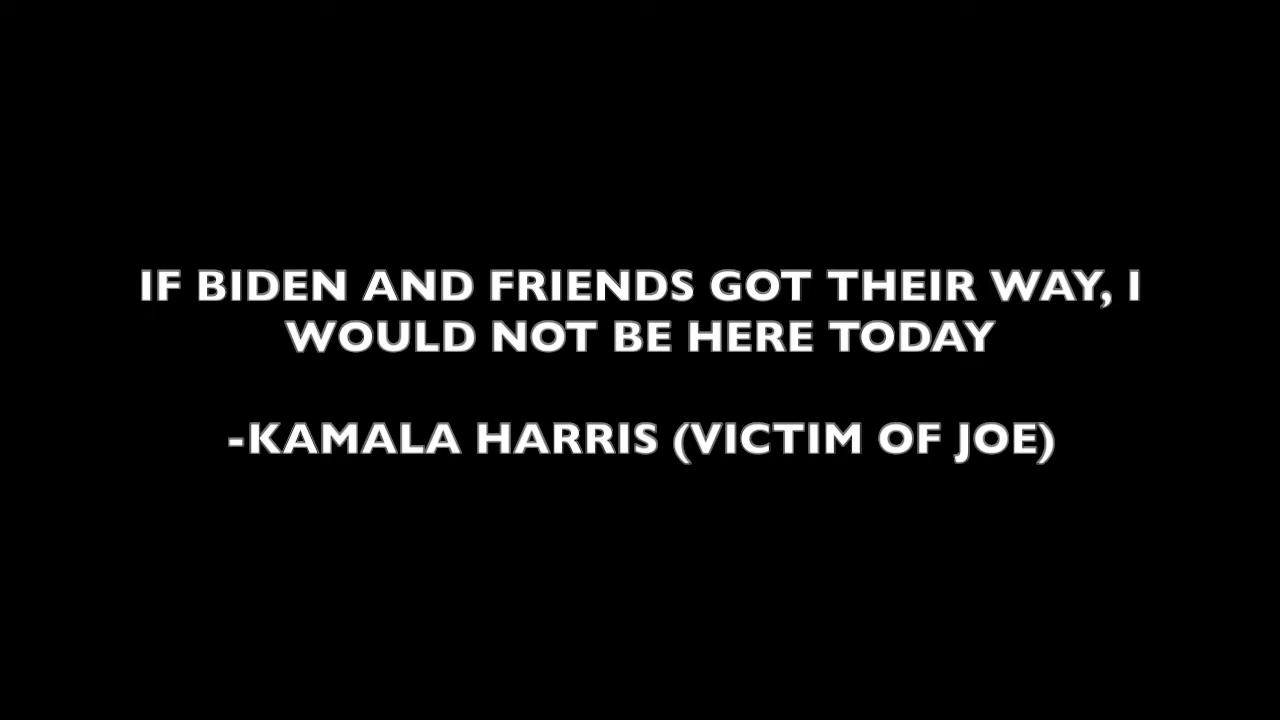 IF BIDEN AND FRIENDS GOT THEIR WAY, I
WOULD NOT BE HERE TODAY
-KAMALA HARRIS (VICTIM OF JOE)